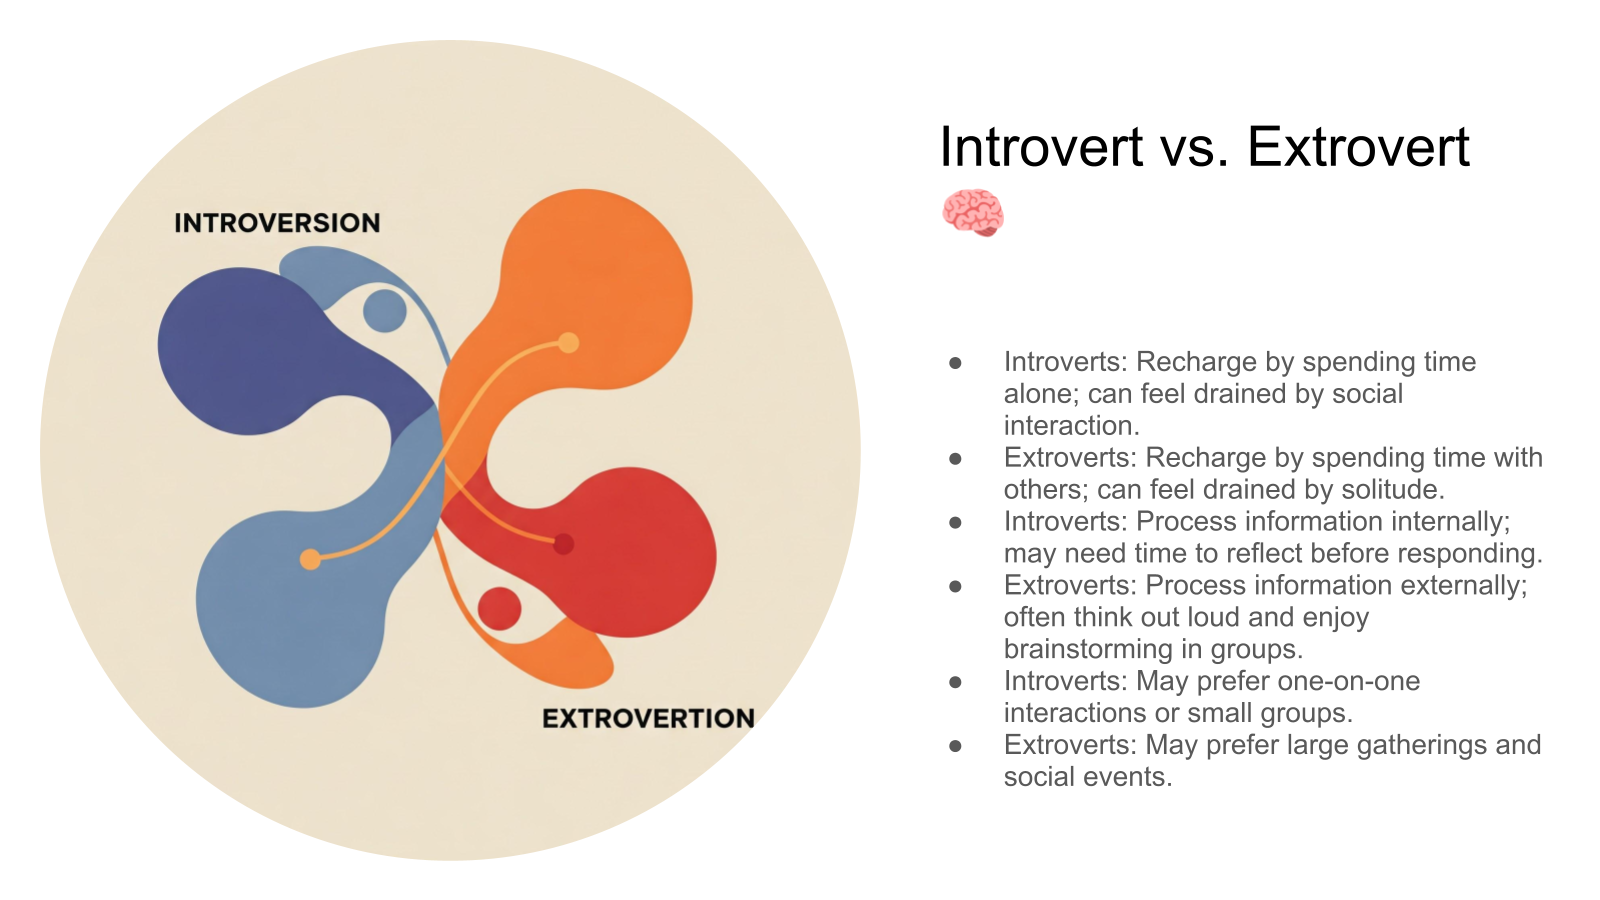 INTROVERSION
EXTROVERTION
Introvert vs. Extrovert
🧠
● Introverts: Recharge by spending time
alone; can feel drained by social
interaction.
● Extroverts: Recharge by spending time with
others; can feel drained by solitude.
● Introverts: Process information internally;
may need time to reflect before responding.
● Extroverts: Process information externally;
often think out loud and enjoy
brainstorming in groups.
● Introverts: May prefer one-on-one
interactions or small groups.
● Extroverts: May prefer large gatherings and
social events.